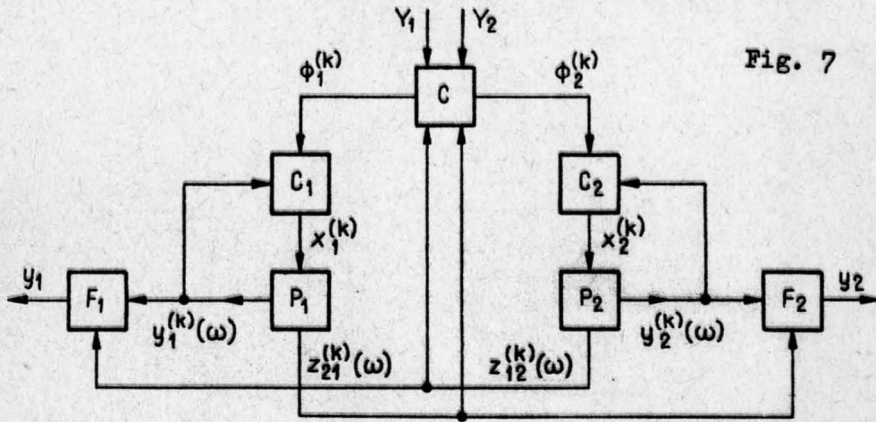 Y₁ Y₂
Fig. 7
ϕ₁⁽ᵏ⁾ C ϕ₂⁽ᵏ⁾
C₁ C₂
x₁⁽ᵏ⁾ x₂⁽ᵏ⁾
y₁ F₁ P₁ P₂ F₂ y₂
y₁⁽ᵏ⁾(ω) y₂⁽ᵏ⁾(ω)
z₂₁⁽ᵏ⁾(ω) z₁₂⁽ᵏ⁾(ω)